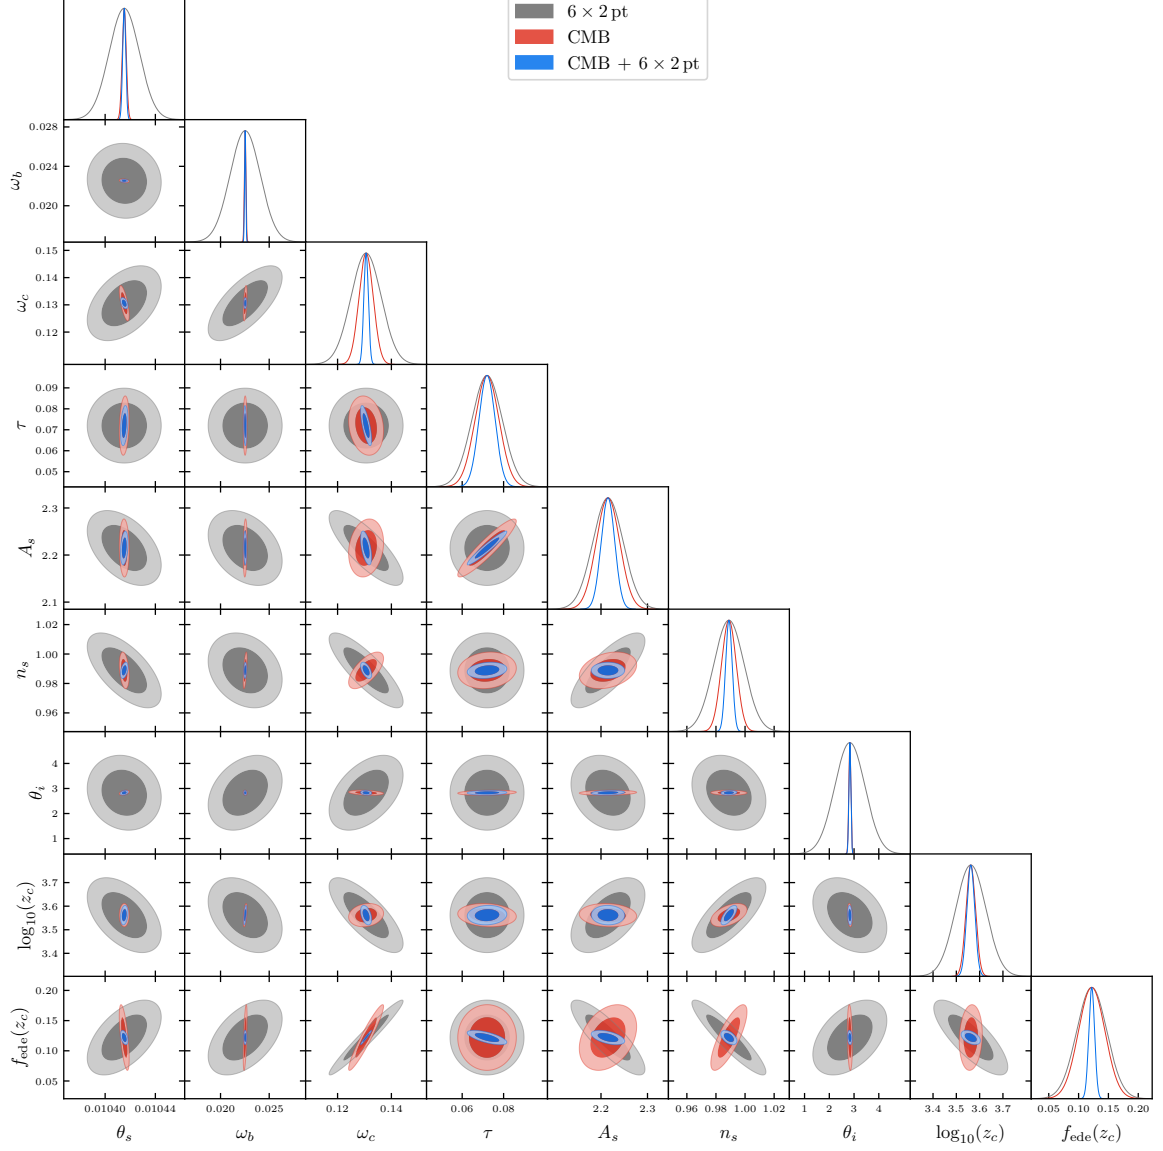 6 × 2 pt
CMB
CMB + 6 × 2 pt
0.028
0.024
0.020
ω_b
0.15
0.14
0.13
0.12
ω_c
0.09
0.08
0.07
0.06
0.05
τ
2.3
2.2
2.1
A_s
1.02
1.00
0.98
0.96
n_s
4
3
2
1
θ_i
3.7
3.6
3.5
3.4
log₁₀(z_c)
0.20
0.15
0.10
0.05
f_ede(z_c)
0.01040 0.01044 0.020 0.025 0.12 0.14 0.06 0.08 2.2 2.3 0.96 0.98 1.00 1.02 1 2 3 4 3.4 3.5 3.6 3.7 0.05 0.10 0.15 0.20
θ_s ω_b ω_c τ A_s n_s θ_i log₁₀(z_c) f_ede(z_c)